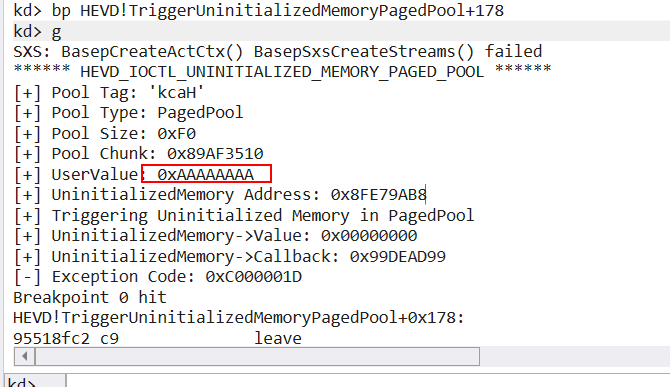 kd> bp HEVD!TriggerUninitializedMemoryPagedPool+178
kd> g
SXS: BasepCreateActCtx() BasepSxsCreateStreams() failed
****** HEVD_IOCTL_UNINITIALIZED_MEMORY_PAGED_POOL ******
[+] Pool Tag: 'kcaH'
[+] Pool Type: PagedPool
[+] Pool Size: 0xF0
[+] Pool Chunk: 0x89AF3510
[+] UserValue: 0xAAAAAAAA
[+] UninitializedMemory Address: 0x8FE79AB8
[+] Triggering Uninitialized Memory in PagedPool
[+] UninitializedMemory->Value: 0x00000000
[+] UninitializedMemory->Callback: 0x99DEAD99
[-] Exception Code: 0xC000001D
Breakpoint 0 hit
HEVD!TriggerUninitializedMemoryPagedPool+0x178:
95518fc2 c9              leave
kd>